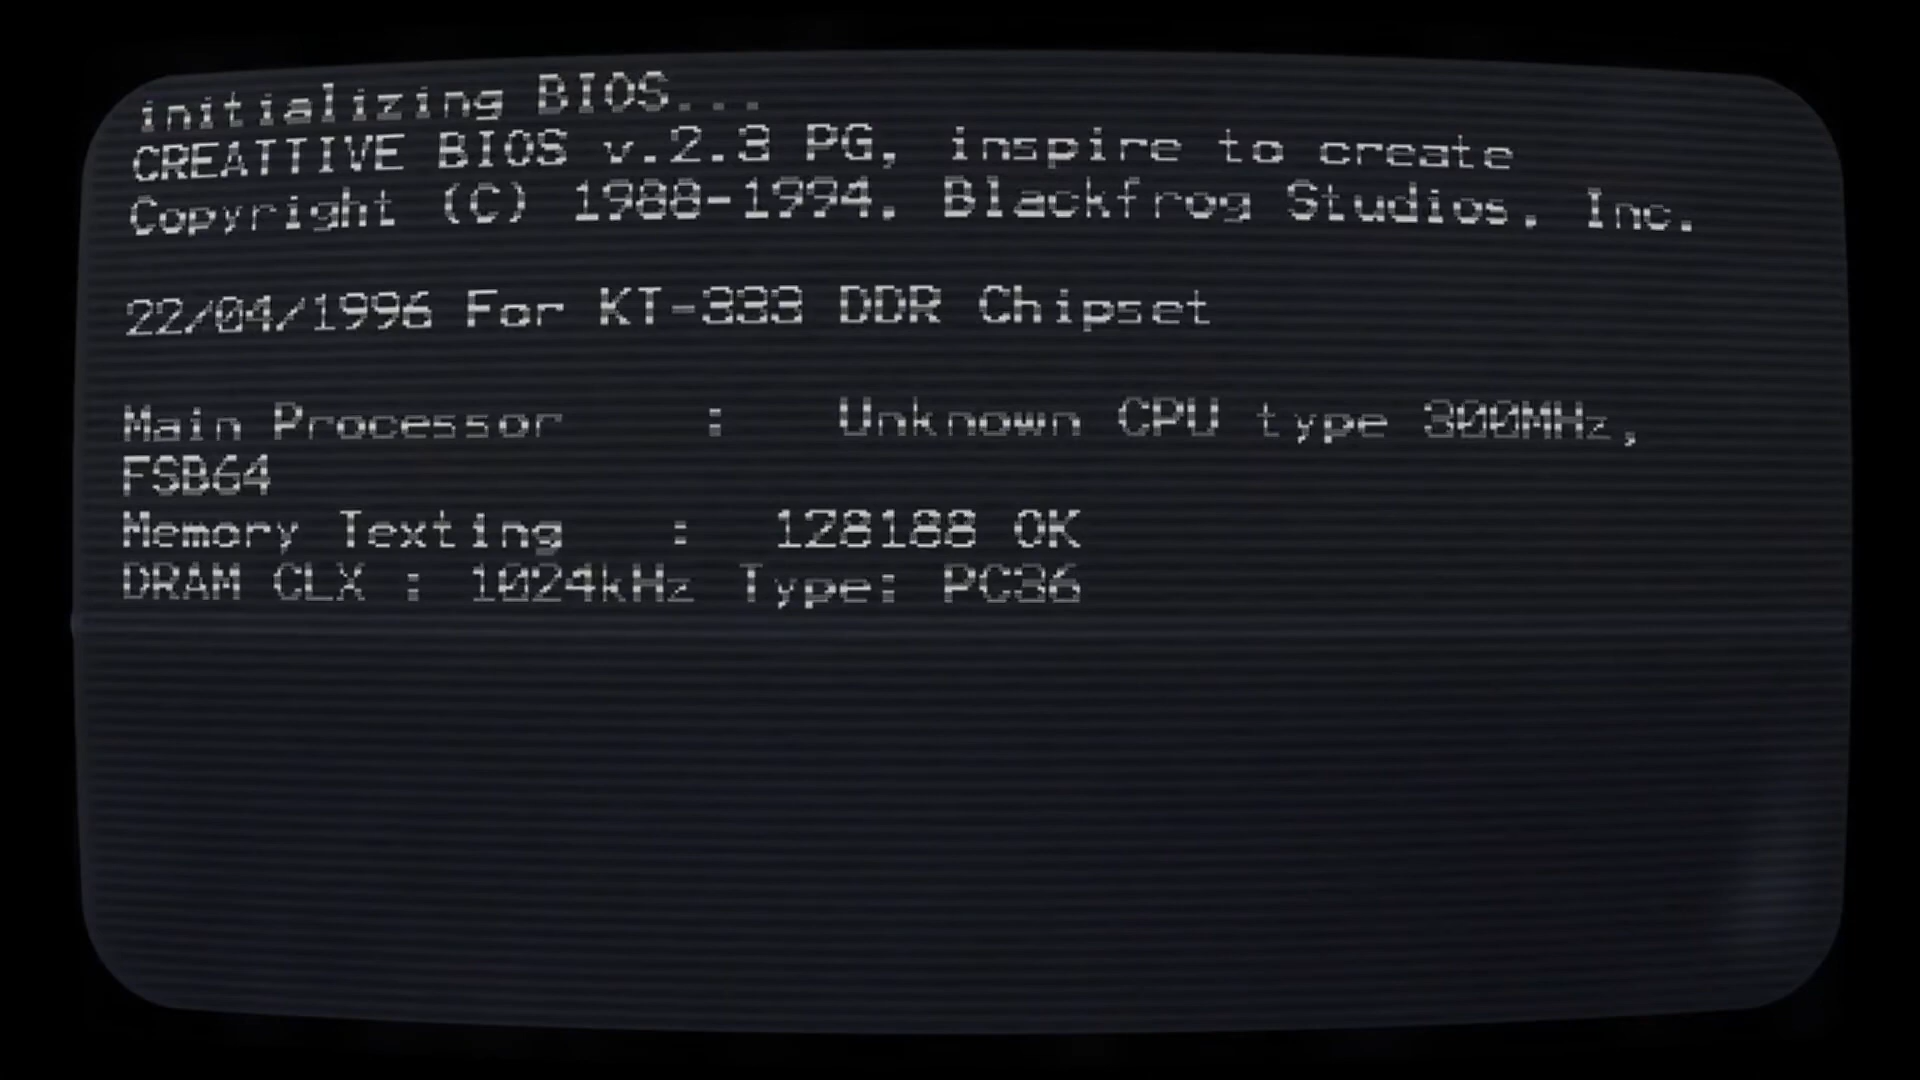 initializing BIOS...
CREATTIVE BIOS v.2.3 PG, inspire to create
Copyright (C) 1988-1994, Blackfrog Studios, Inc.
22/04/1996 For KT-333 DDR Chipset
Main Processor : Unknown CPU type 300MHz,
FSB64
Memory Texting : 128188 OK
DRAM CLX : 1024kHz Type: PC36